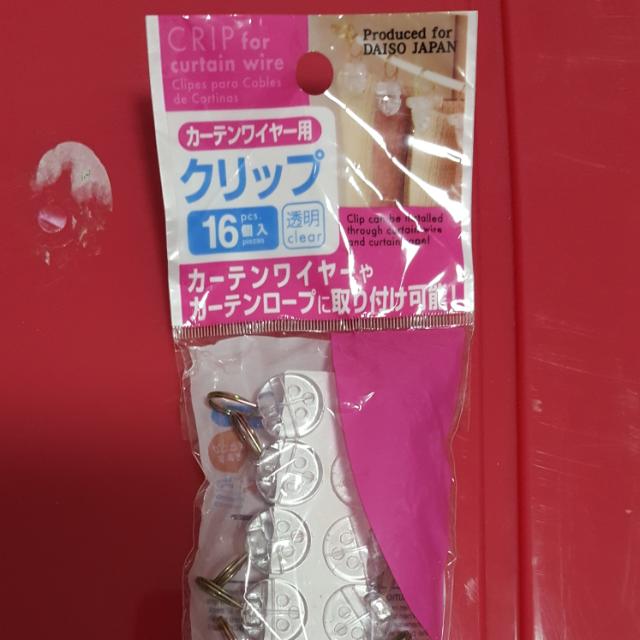 CRIP for
curtain wire
Clipes para Cables
de Cortinas
Produced for
DAISO JAPAN
カーテンワイヤー用
クリップ
16 pcs. 個入 piezas
透明
clear
Clip can be installed
through curtain wire
and curtain
カーテンワイヤーや
カーテンロープに取り付け可能!